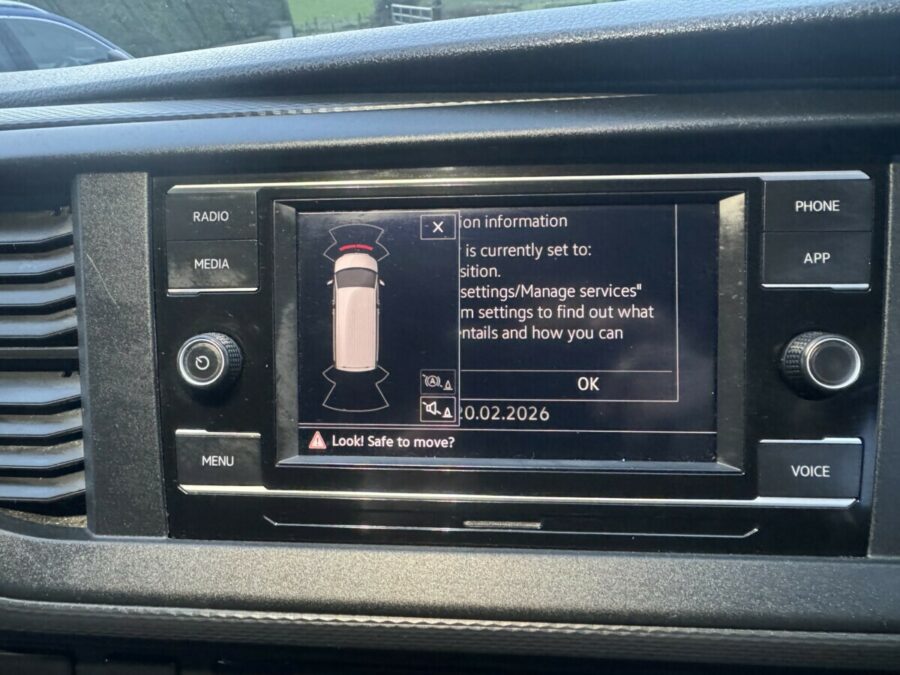 RADIO
MEDIA
MENU
PHONE
APP
VOICE
X
ion information
is currently set to:
sition.
settings/Manage services"
m settings to find out what
ntails and how you can
OK
20.02.2026
Look! Safe to move?